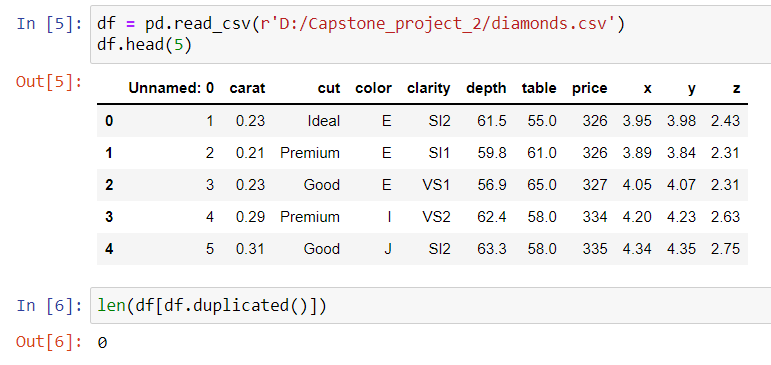 In [5]: df = pd.read_csv(r'D:/Capstone_project_2/diamonds.csv')
df.head(5)
Out[5]:
Unnamed: 0 carat cut color clarity depth table price x y z
0 1 0.23 Ideal E SI2 61.5 55.0 326 3.95 3.98 2.43
1 2 0.21 Premium E SI1 59.8 61.0 326 3.89 3.84 2.31
2 3 0.23 Good E VS1 56.9 65.0 327 4.05 4.07 2.31
3 4 0.29 Premium I VS2 62.4 58.0 334 4.20 4.23 2.63
4 5 0.31 Good J SI2 63.3 58.0 335 4.34 4.35 2.75
In [6]: len(df[df.duplicated()])
Out[6]: 0